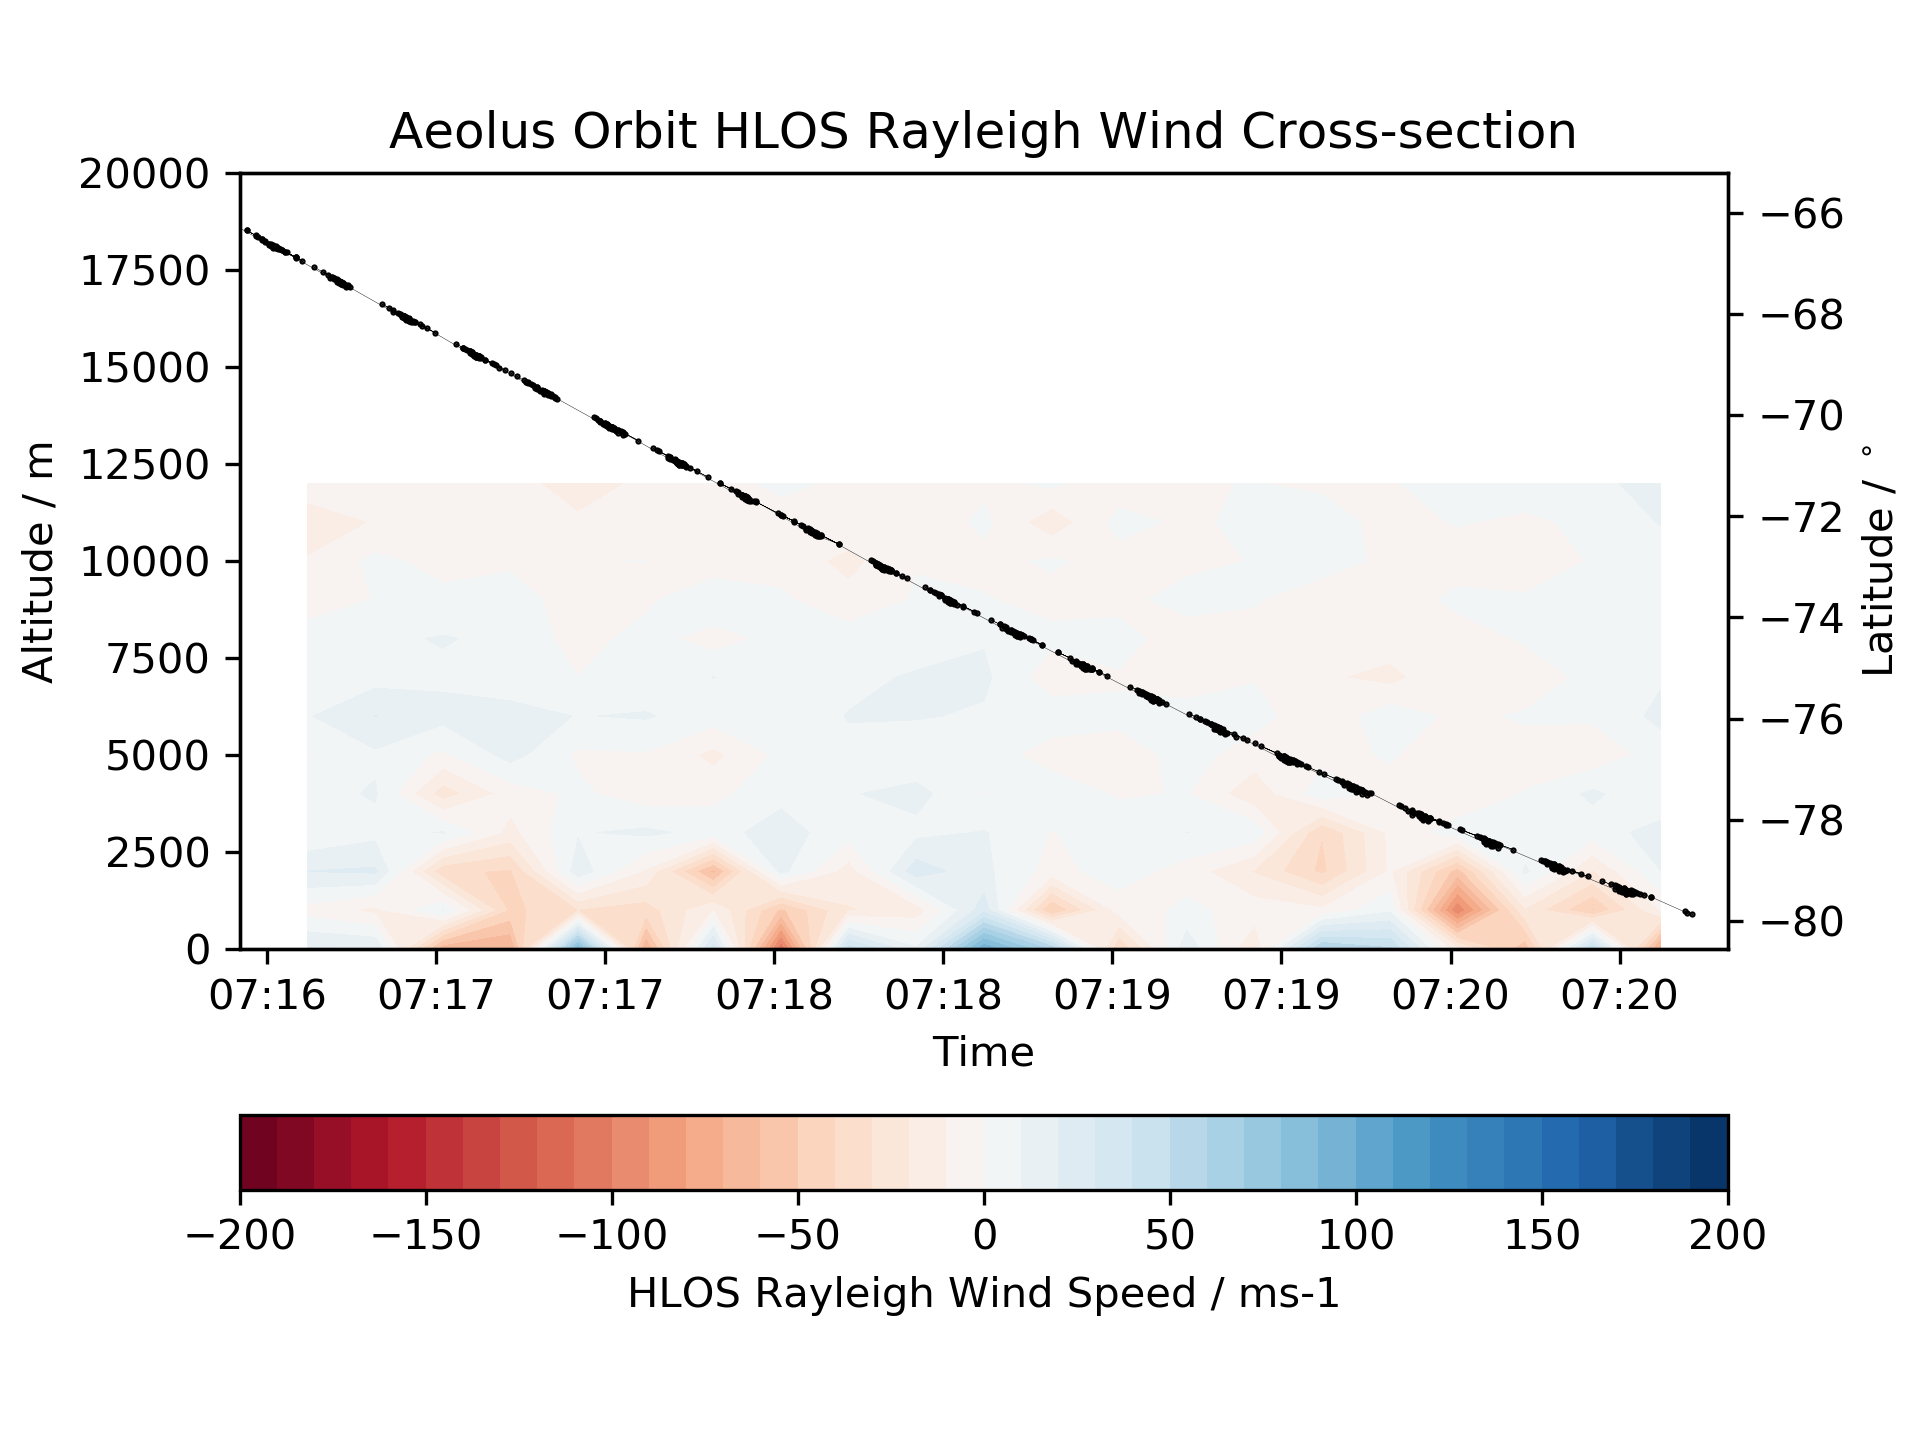 Aeolus Orbit HLOS Rayleigh Wind Cross-section
20000
17500
15000
12500
10000
7500
5000
2500
0
Altitude / m
−66
−68
−70
−72
−74
−76
−78
−80
Latitude / °
07:16 07:17 07:17 07:18 07:18 07:19 07:19 07:20 07:20
Time
−200 −150 −100 −50 0 50 100 150 200
HLOS Rayleigh Wind Speed / ms-1